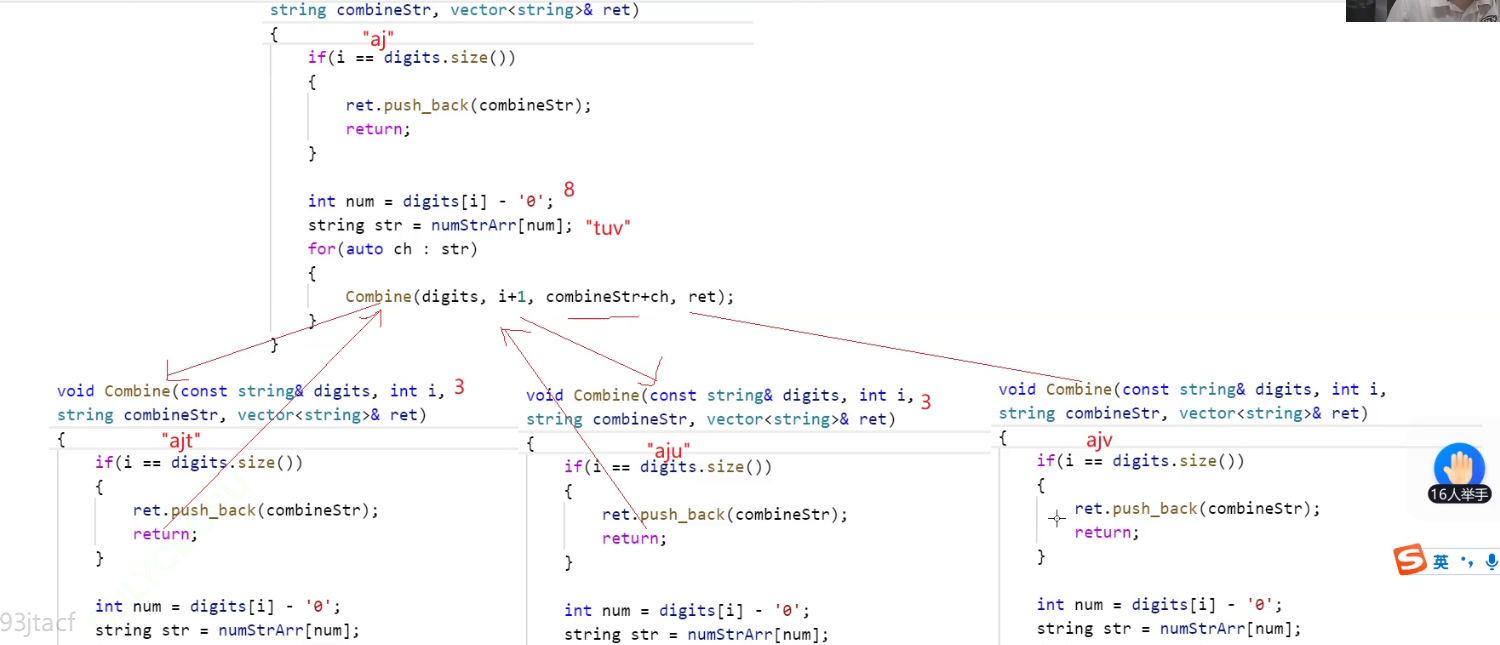 string combineStr, vector<string>& ret)
{
"aj"
if(i == digits.size())
{
ret.push_back(combineStr);
return;
}
int num = digits[i] - '0'; 8
string str = numStrArr[num]; "tuv"
for(auto ch : str)
{
Combine(digits, i+1, combineStr+ch, ret);
}
}
void Combine(const string& digits, int i, 3
string combineStr, vector<string>& ret)
{
"ajt"
if(i == digits.size())
{
ret.push_back(combineStr);
return;
}
int num = digits[i] - '0';
string str = numStrArr[num];
void Combine(const string& digits, int i, 3
string combineStr, vector<string>& ret)
{
"aju"
if(i == digits.size())
{
ret.push_back(combineStr);
return;
}
int num = digits[i] - '0';
string str = numStrArr[num];
void Combine(const string& digits, int i,
string combineStr, vector<string>& ret)
{
ajv
if(i == digits.size())
{
ret.push_back(combineStr);
return;
}
int num = digits[i] - '0';
string str = numStrArr[num];
16人举手
S英
93jtacf